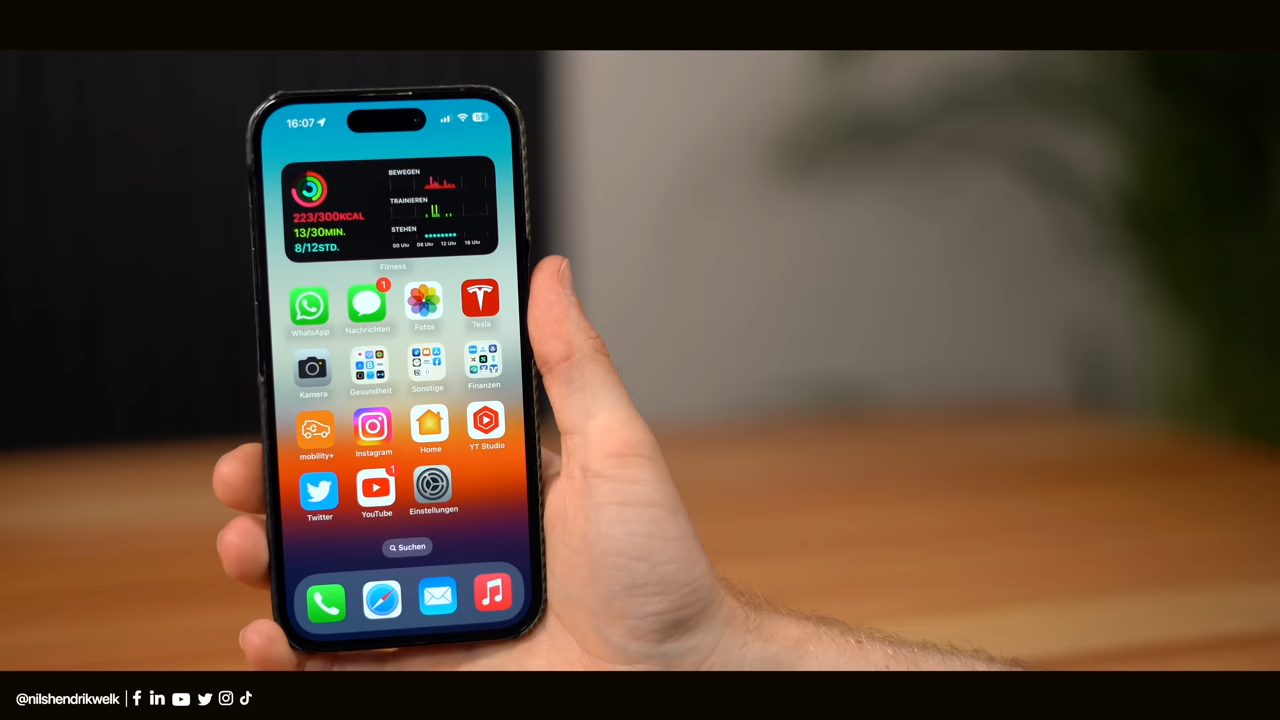 16:07
BEWEGEN
223/300KCAL
TRAINIEREN
13/30MIN.
STEHEN
8/12STD.
00 Uhr 06 Uhr 12 Uhr 18 Uhr
Fitness
1
WhatsApp Nachrichten Fotos Tesla
Kamera Gesundheit Sonstige Finanzen
mobility+ Instagram Home YT Studio
1
Twitter YouTube Einstellungen
Suchen
@nilshendrikwelk